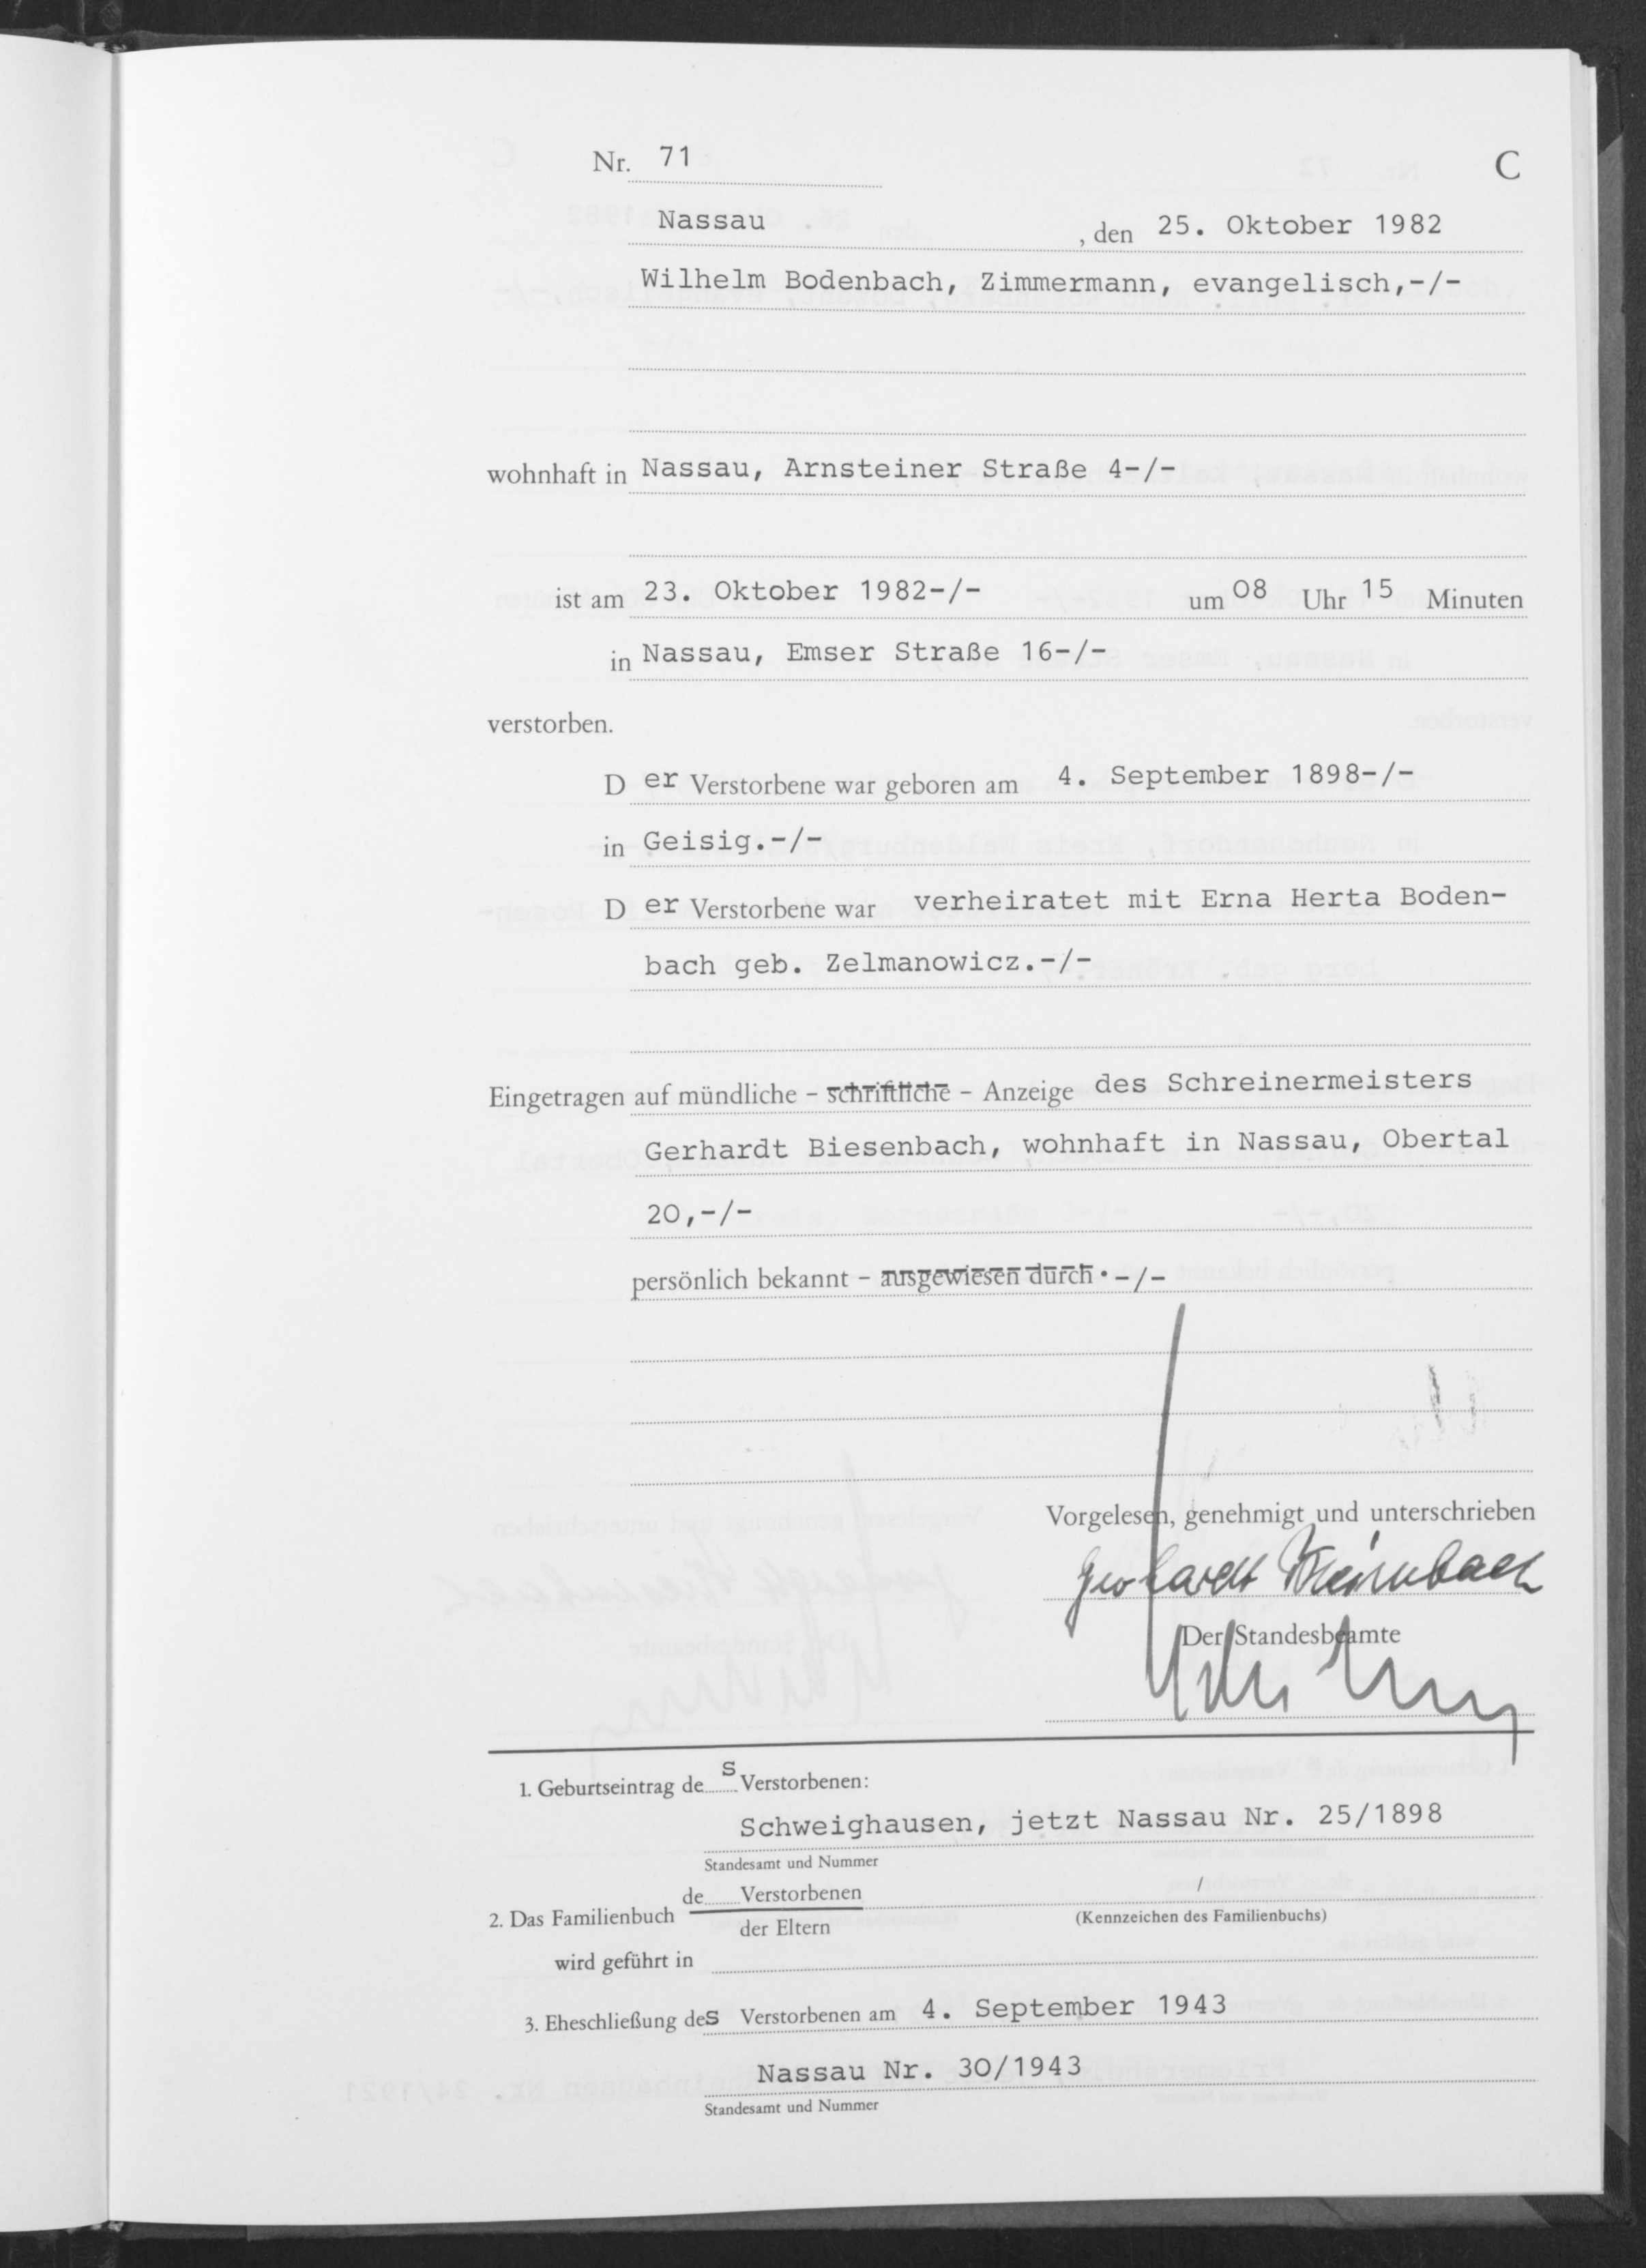 Nr. 71 C
Nassau, den 25. Oktober 1982
Wilhelm Bodenbach, Zimmermann, evangelisch,-/-
wohnhaft in Nassau, Arnsteiner Straße 4-/-
ist am 23. Oktober 1982-/- um 08 Uhr 15 Minuten
in Nassau, Emser Straße 16-/-
verstorben.
Der Verstorbene war geboren am 4. September 1898-/-
in Geisig.-/-
Der Verstorbene war verheiratet mit Erna Herta Boden-
bach geb. Zelmanowicz.-/-
Eingetragen auf mündliche - schriftliche - Anzeige des Schreinermeisters
Gerhardt Biesenbach, wohnhaft in Nassau, Obertal
20,-/-
persönlich bekannt - ausgewiesen durch.-/-
Vorgelesen, genehmigt und unterschrieben
Gerhardt Biesenbach
Der Standesbeamte
1. Geburtseintrag des Verstorbenen:
Schweighausen, jetzt Nassau Nr. 25/1898
Standesamt und Nummer
de Verstorbenen /
2. Das Familienbuch der Eltern (Kennzeichen des Familienbuchs)
wird geführt in
3. Eheschließung des Verstorbenen am 4. September 1943
Nassau Nr. 30/1943
Standesamt und Nummer